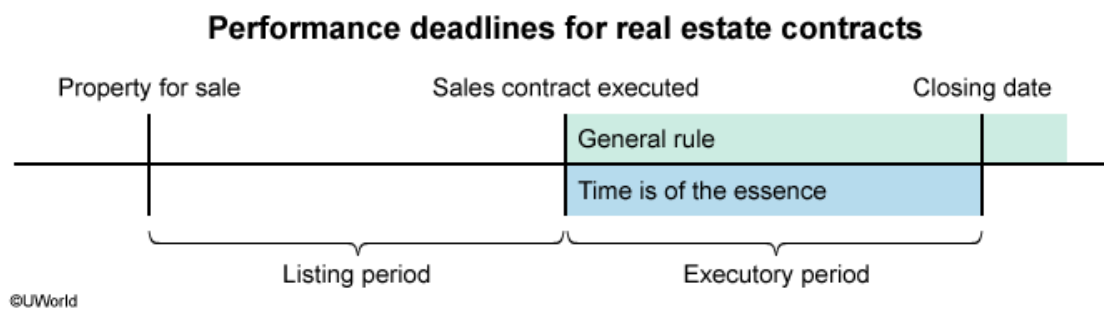 Performance deadlines for real estate contracts
Property for sale
Sales contract executed
Closing date
General rule
Time is of the essence
Listing period
Executory period
©UWorld